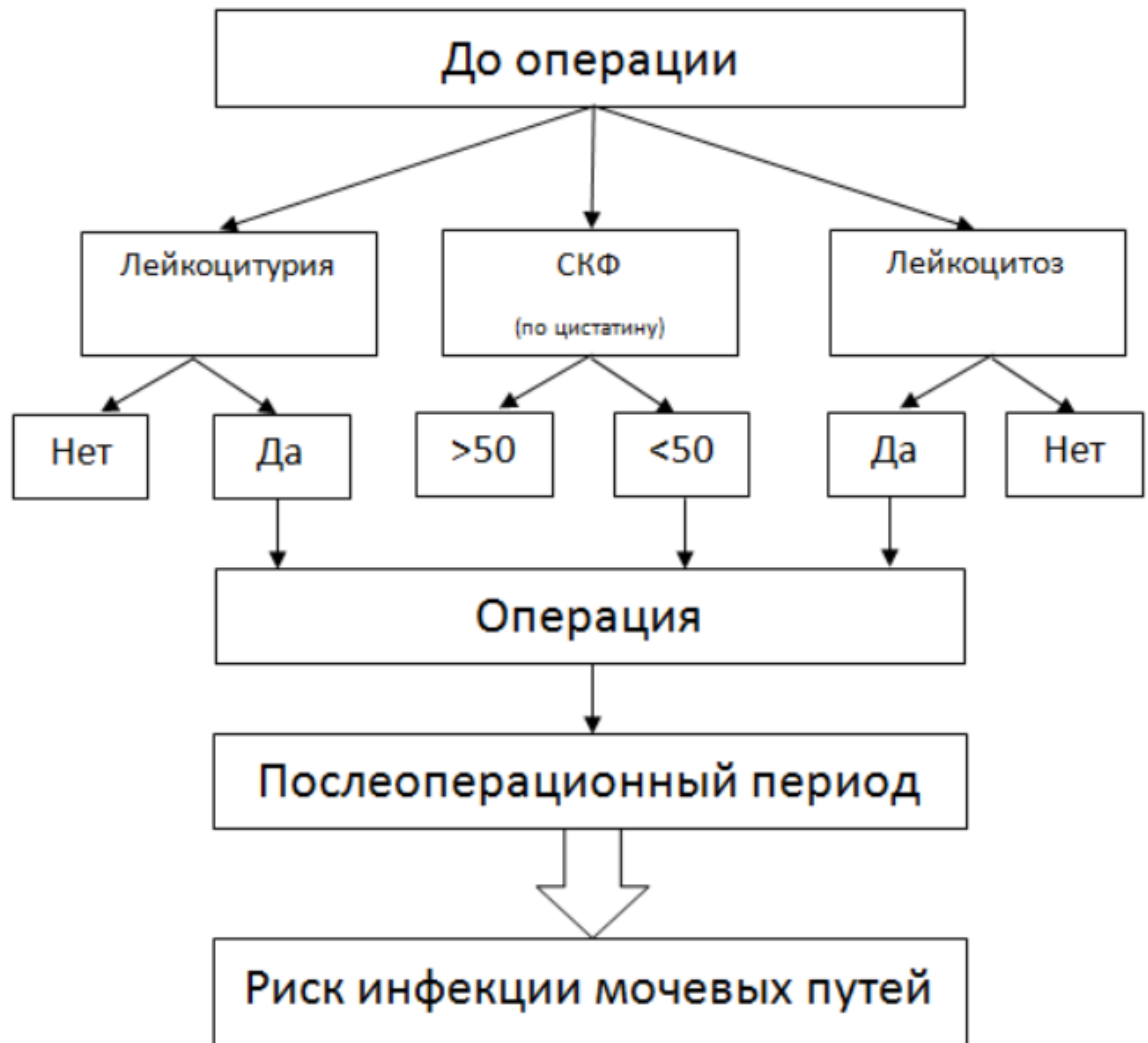 До операции
Лейкоцитурия
СКФ
(по цистатину)
Лейкоцитоз
Нет
Да
>50
<50
Да
Нет
Операция
Послеоперационный период
Риск инфекции мочевых путей